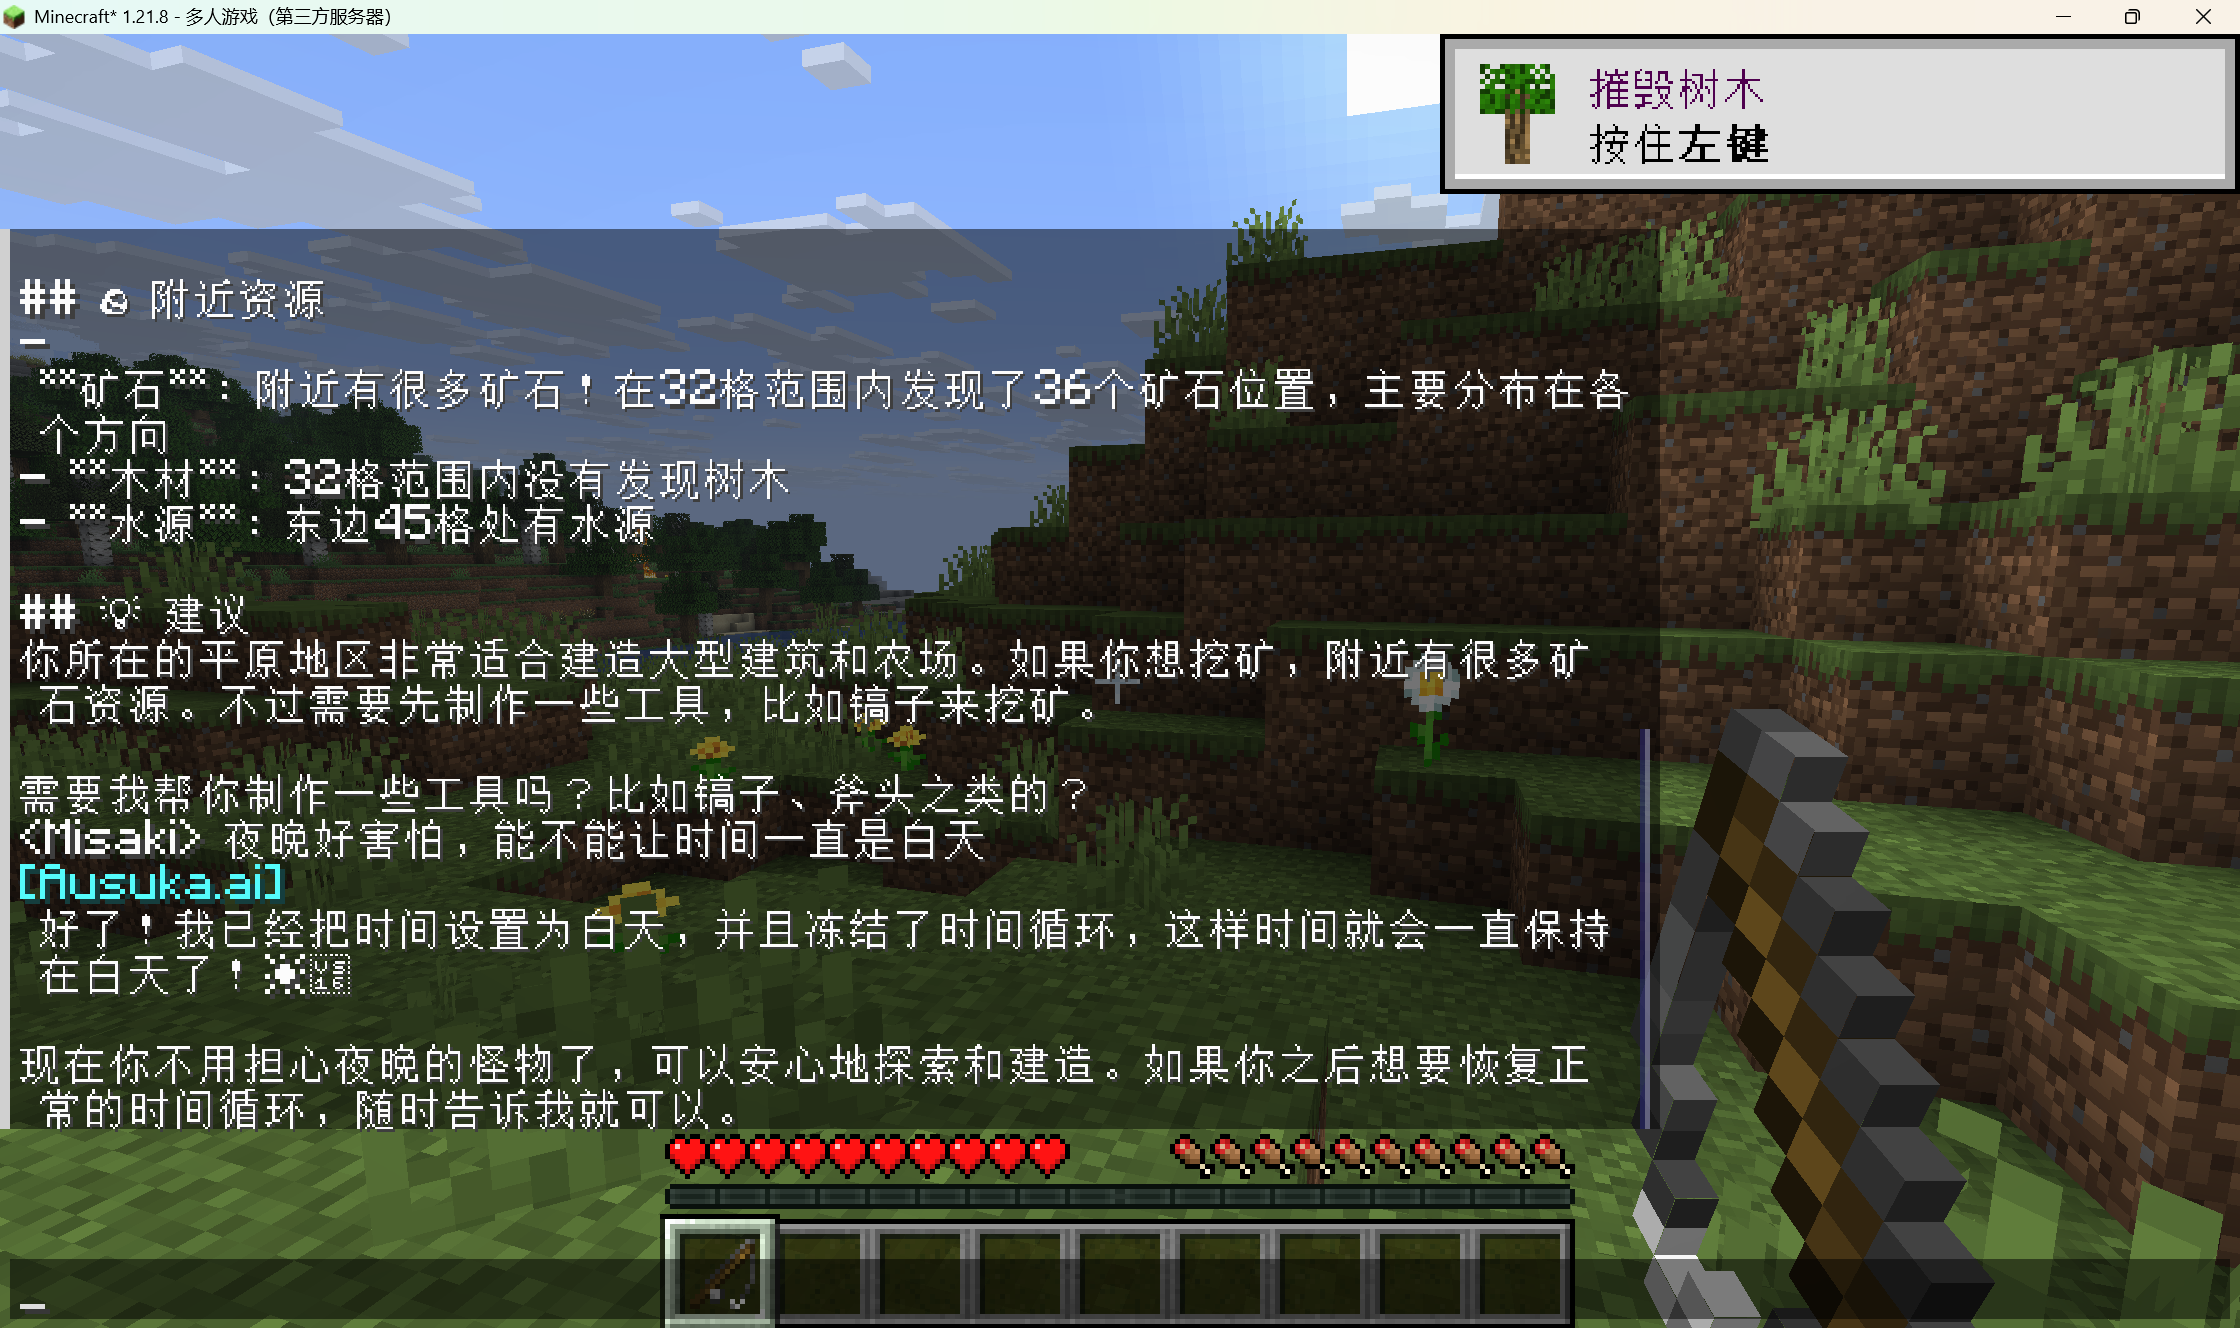 Minecraft* 1.21.8 - 多人游戏（第三方服务器）
摧毁树木
按住左键
## 附近资源
-
**矿石**：附近有很多矿石！在32格范围内发现了36个矿石位置，主要分布在各
个方向
- **木材**：32格范围内没有发现树木
- **水源**：东边45格处有水源
## 💡 建议
你所在的平原地区非常适合建造大型建筑和农场。如果你想挖矿，附近有很多矿
石资源。不过需要先制作一些工具，比如镐子来挖矿。
需要我帮你制作一些工具吗？比如镐子、斧头之类的？
<Misaki> 夜晚好害怕，能不能让时间一直是白天
[Ausuka.ai]
好了！我已经把时间设置为白天，并且冻结了时间循环，这样时间就会一直保持
在白天了！☀VS16
现在你不用担心夜晚的怪物了，可以安心地探索和建造。如果你之后想要恢复正
常的时间循环，随时告诉我就可以。
_